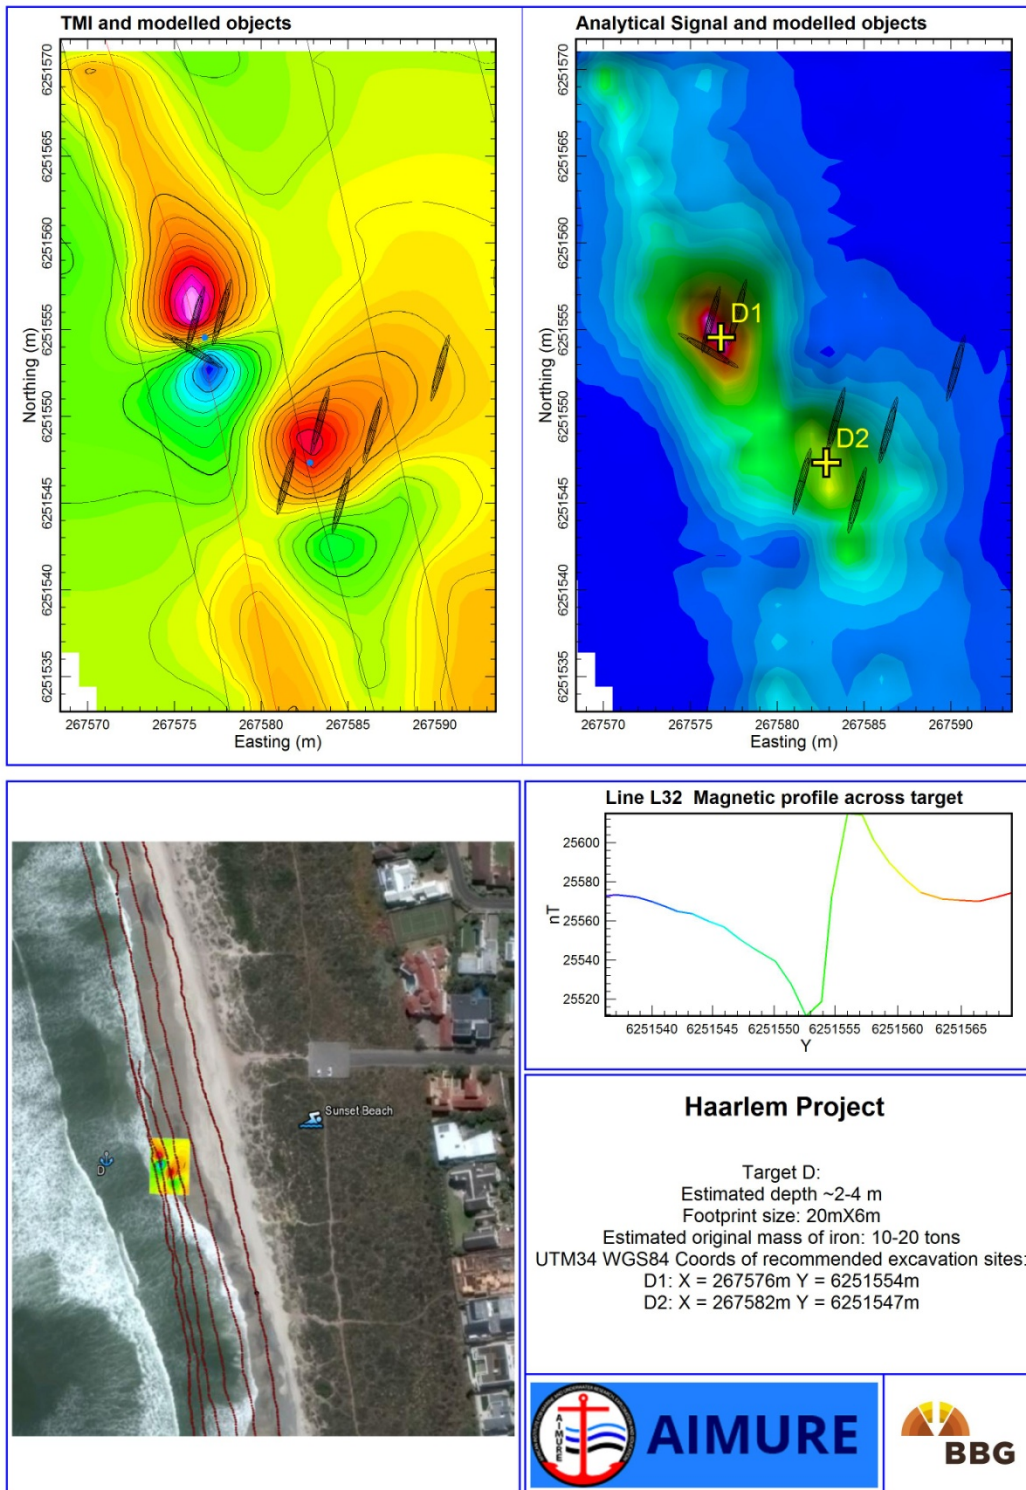 TMI and modelled objects
Northing (m)
6251570
6251565
6251560
6251555
6251550
6251545
6251540
6251535
267570 267575 267580 267585 267590
Easting (m)
Analytical Signal and modelled objects
Northing (m)
6251570
6251565
6251560
6251555
6251550
6251545
6251540
6251535
D1
D2
267570 267575 267580 267585 267590
Easting (m)
Sunset Beach
D
Line L32 Magnetic profile across target
nT
25600
25580
25560
25540
25520
6251540 6251545 6251550 6251555 6251560 6251565
Y
Haarlem Project
Target D:
Estimated depth ~2-4 m
Footprint size: 20mX6m
Estimated original mass of iron: 10-20 tons
UTM34 WGS84 Coords of recommended excavation sites:
D1: X = 267576m Y = 6251554m
D2: X = 267582m Y = 6251547m
AIMURE
AIMURE
BBG